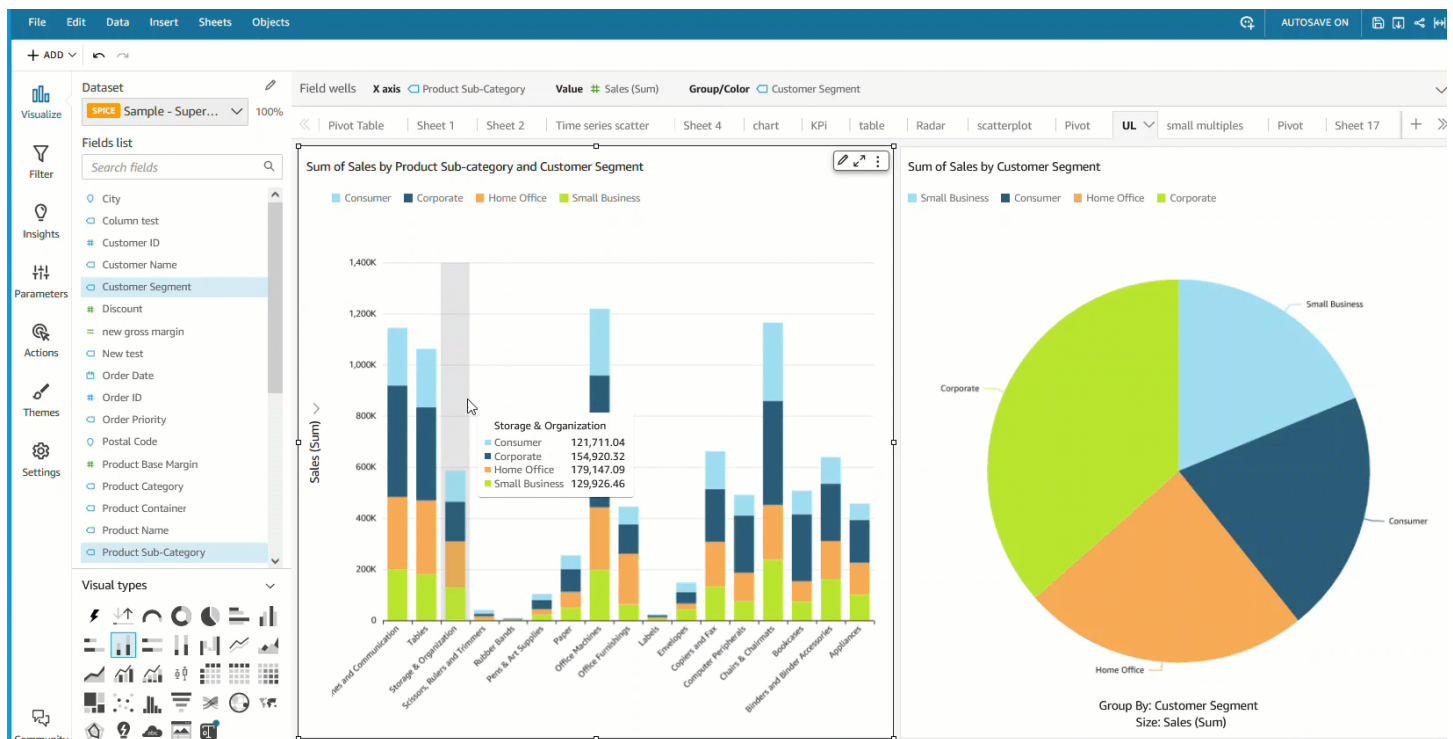 File Edit Data Insert Sheets Objects AUTOSAVE ON
ADD
Visualize
Filter
Insights
Parameters
Actions
Themes
Settings
Dataset
SPICE Sample - Super... 100%
Fields list
Search fields
City
Column test
Customer ID
Customer Name
Customer Segment
Discount
new gross margin
New test
Order Date
Order ID
Order Priority
Postal Code
Product Base Margin
Product Category
Product Container
Product Name
Product Sub-Category
Visual types
Field wells X axis Product Sub-Category Value # Sales (Sum) Group/Color Customer Segment
Pivot Table Sheet 1 Sheet 2 Time series scatter Sheet 4 chart KPi table Radar scatterplot Pivot UL small multiples Pivot Sheet 17
Sum of Sales by Product Sub-category and Customer Segment
Consumer Corporate Home Office Small Business
1,400K
1,200K
1,000K
800K
600K
400K
200K
0
Sales (Sum)
Storage & Organization
Consumer 121,711.04
Corporate 154,920.32
Home Office 179,147.09
Small Business 129,926.46
nes and Communication
Tables
Storage & Organization
Scissors, Rulers and Trimmers
Rubber Bands
Pens & Art Supplies
Paper
Office Machines
Office Furnishings
Labels
Envelopes
Copiers and Fax
Computer Peripherals
Chairs & Chairmats
Bookcases
Binders and Binder Accessories
Appliances
Sum of Sales by Customer Segment
Small Business Consumer Home Office Corporate
Small Business
Corporate
Consumer
Home Office
Group By: Customer Segment
Size: Sales (Sum)